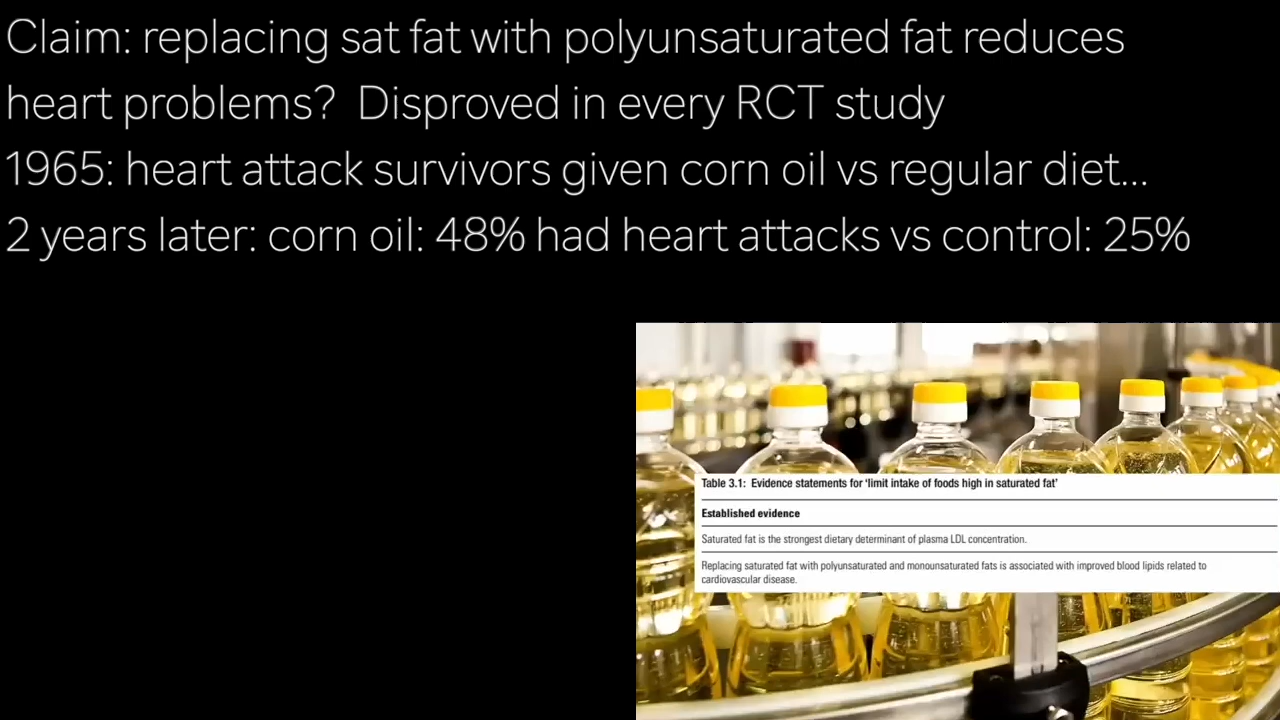 Claim: replacing sat fat with polyunsaturated fat reduces
heart problems? Disproved in every RCT study
1965: heart attack survivors given corn oil vs regular diet...
2 years later: corn oil: 48% had heart attacks vs control: 25%
Table 3.1: Evidence statements for 'limit intake of foods high in saturated fat'
Established evidence
Saturated fat is the strongest dietary determinant of plasma LDL concentration.
Replacing saturated fat with polyunsaturated and monounsaturated fats is associated with improved blood lipids related to
cardiovascular disease.